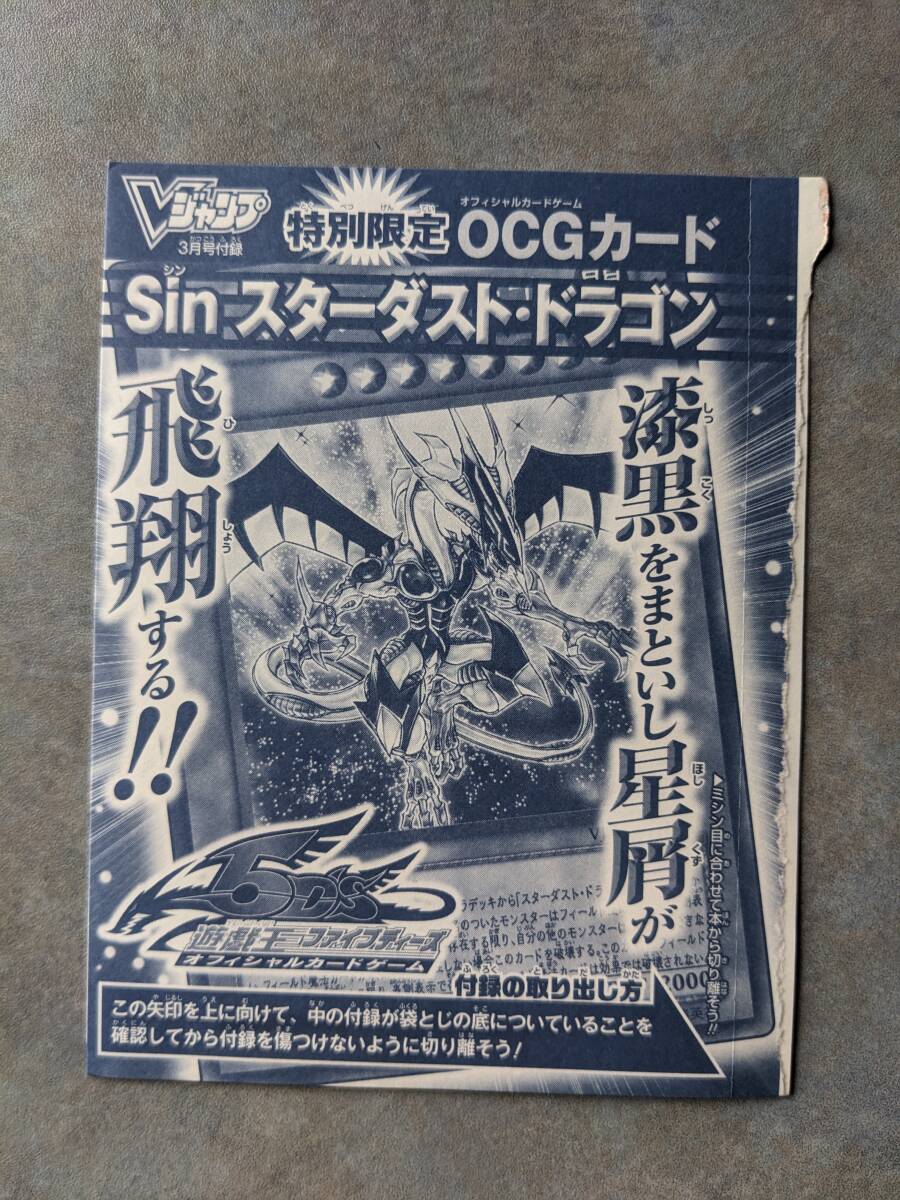 Vジャンプ
3月号付録
特別限定
OCGカード
オフィシャルカードゲーム
Sin スターダスト・ドラゴン
シン
漆黒をまといし星屑が
飛翔する!!
▶ミシン目に合わせて本から切り離そう!!
5D's
遊戯王ファイブディーズ
オフィシャルカードゲーム
付録の取り出し方
この矢印を上に向けて、中の付録が袋とじの底についていることを
確認してから付録を傷つけないように切り離そう!